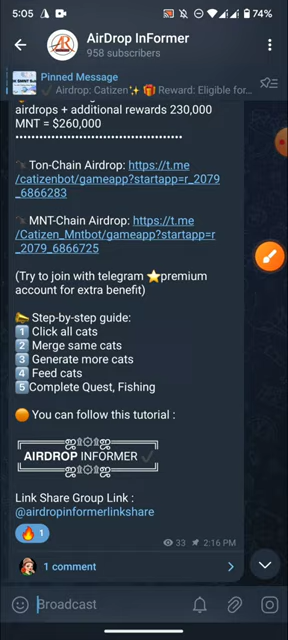 5:05
74%
AirDrop InFormer
958 subscribers
Pinned Message
Airdrop: Catizen✨ 🎁 Reward: Eligible for...
airdrops + additional rewards 230,000
MNT = $260,000
Ton-Chain Airdrop: https://t.me
/catizenbot/gameapp?startapp=r_2079
_6866283
MNT-Chain Airdrop: https://t.me
/Catizen_Mntbot/gameapp?startapp=r
_2079_6866725
(Try to join with telegram ⭐premium
account for extra benefit)
Step-by-step guide:
1️⃣ Click all cats
2️⃣ Merge same cats
3️⃣ Generate more cats
4️⃣ Feed cats
5️⃣Complete Quest, Fishing
🟠 You can follow this tutorial :
AIRDROP INFORMER ✔
Link Share Group Link :
@airdropinformerlinkshare
🔥 1
33 2:16 PM
1 comment
Broadcast